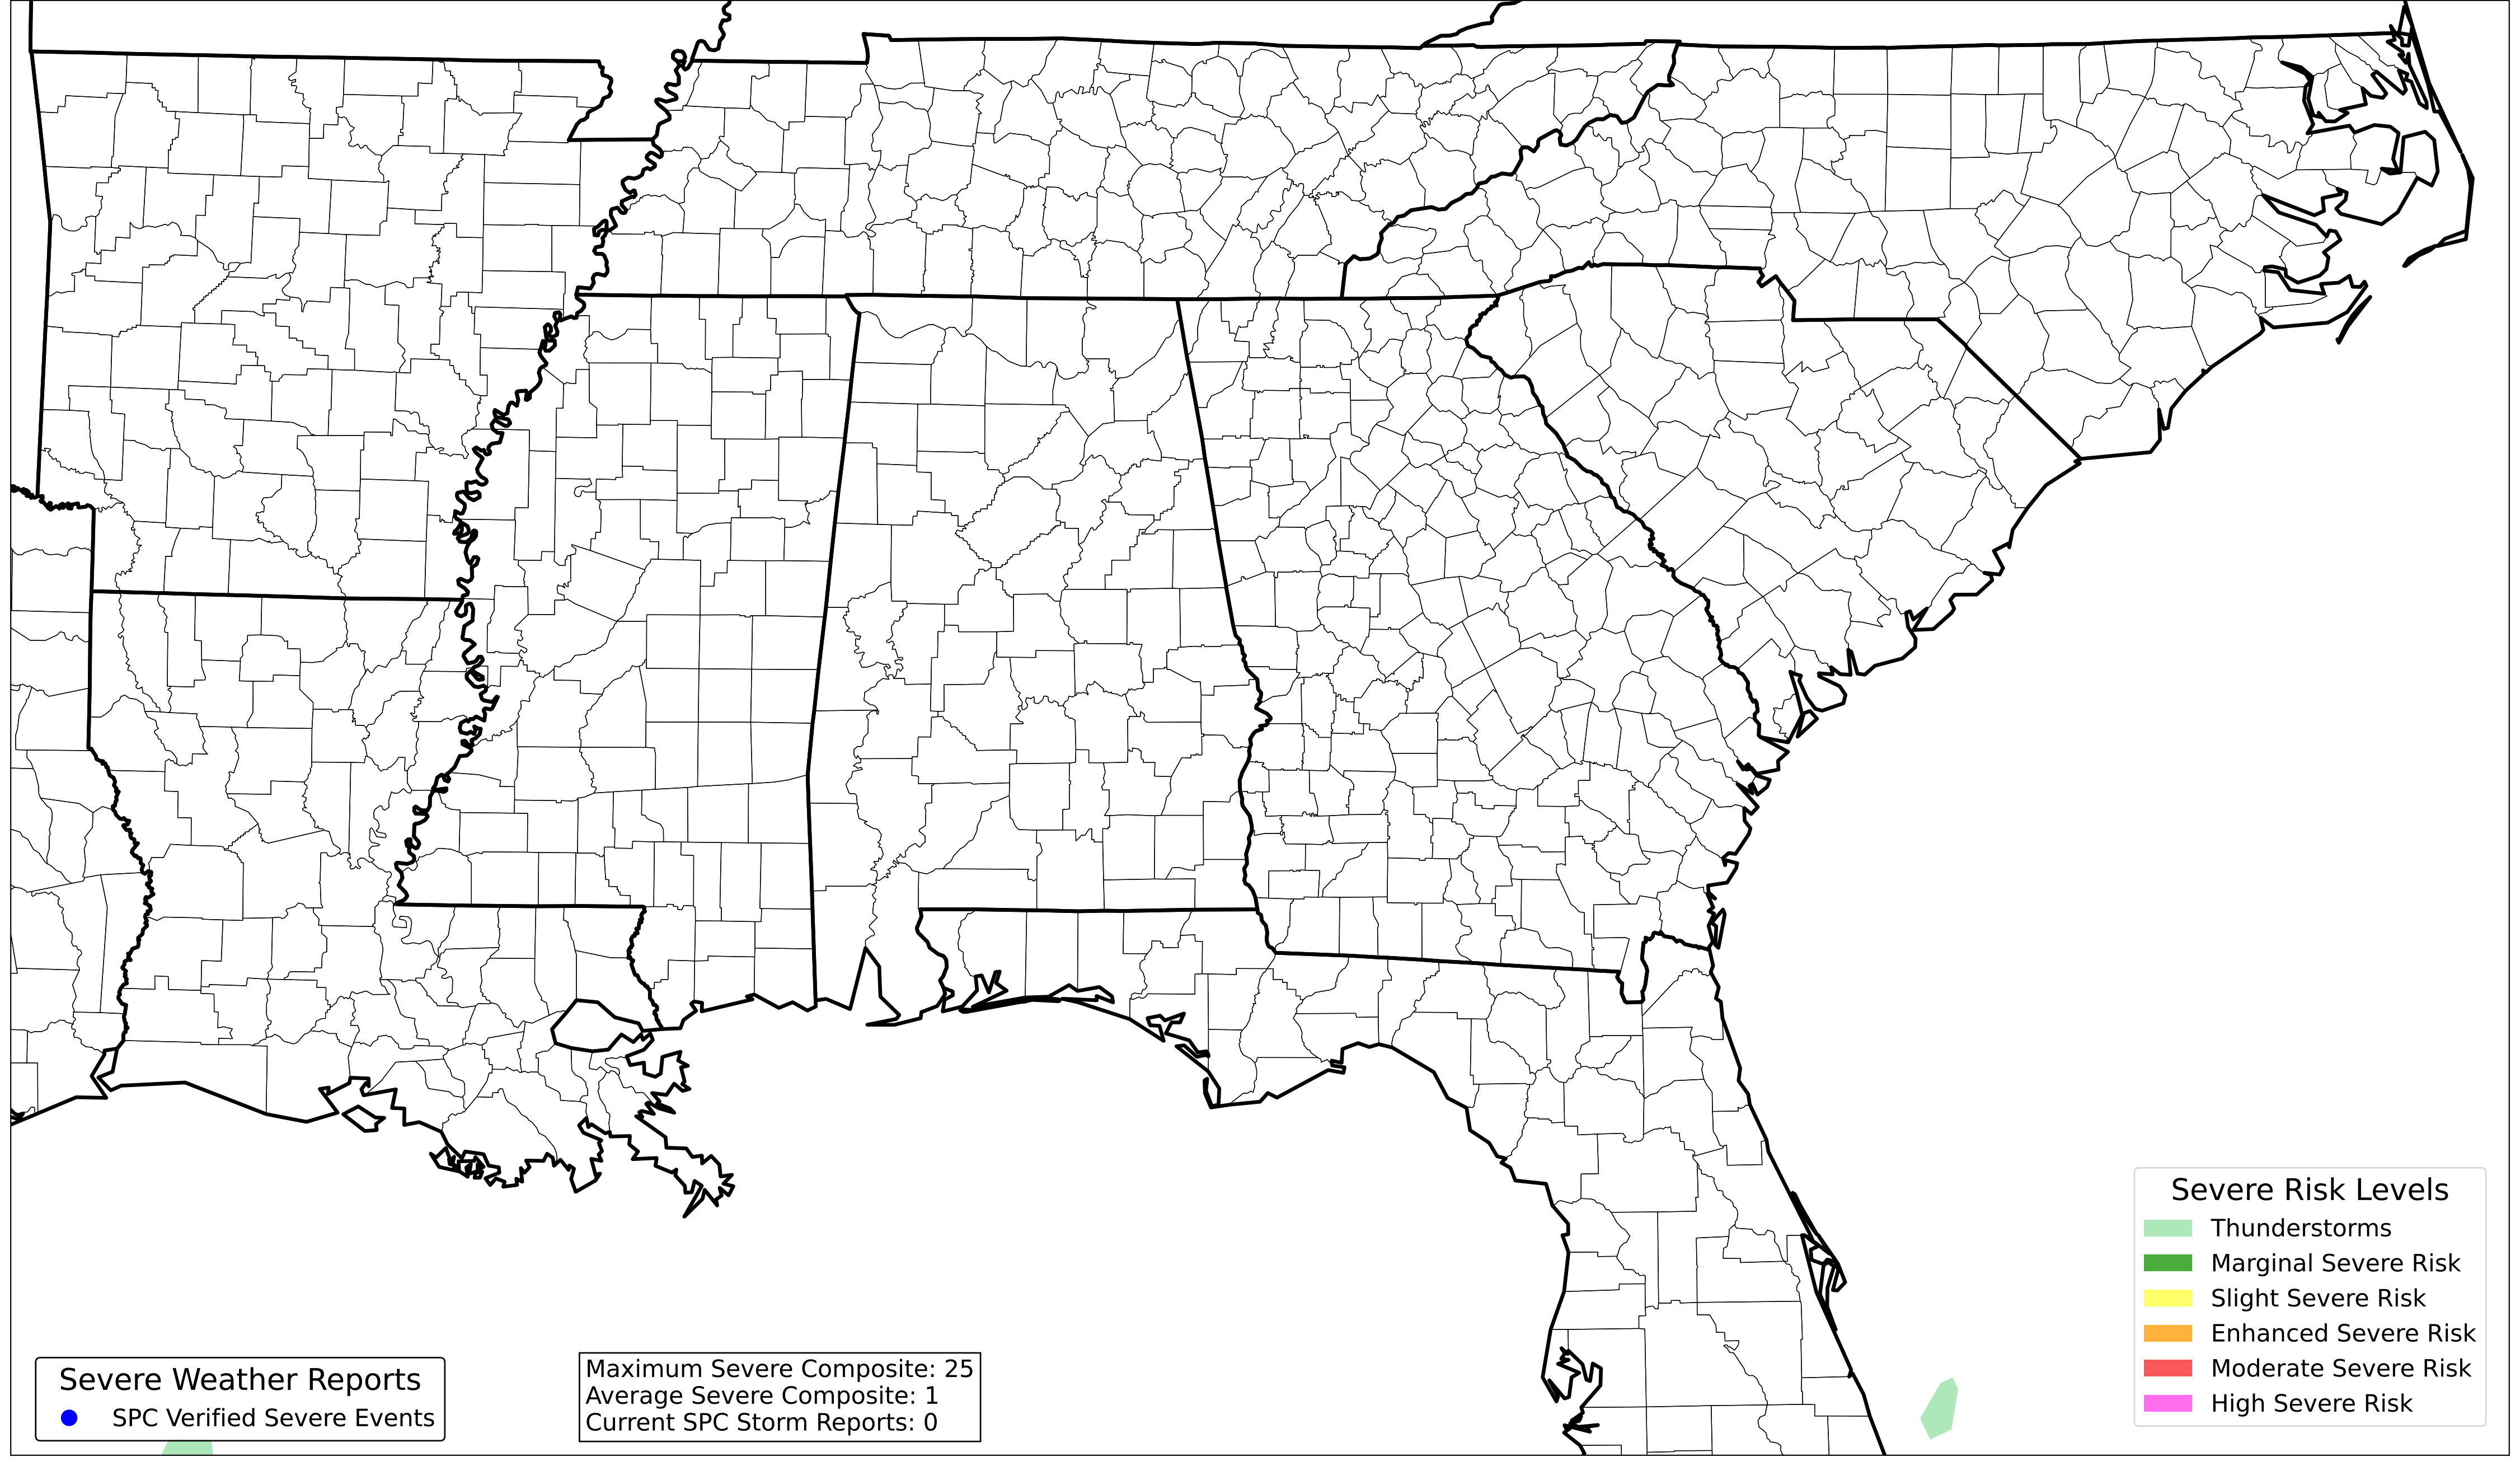 Severe Risk Levels
Thunderstorms
Marginal Severe Risk
Slight Severe Risk
Enhanced Severe Risk
Moderate Severe Risk
High Severe Risk
Severe Weather Reports
SPC Verified Severe Events
Maximum Severe Composite: 25
Average Severe Composite: 1
Current SPC Storm Reports: 0